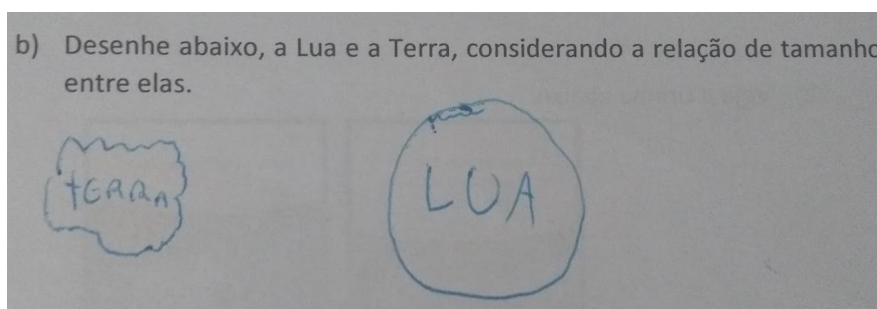 b) Desenhe abaixo, a Lua e a Terra, considerando a relação de tamanho
entre elas.
tERRA
LUA